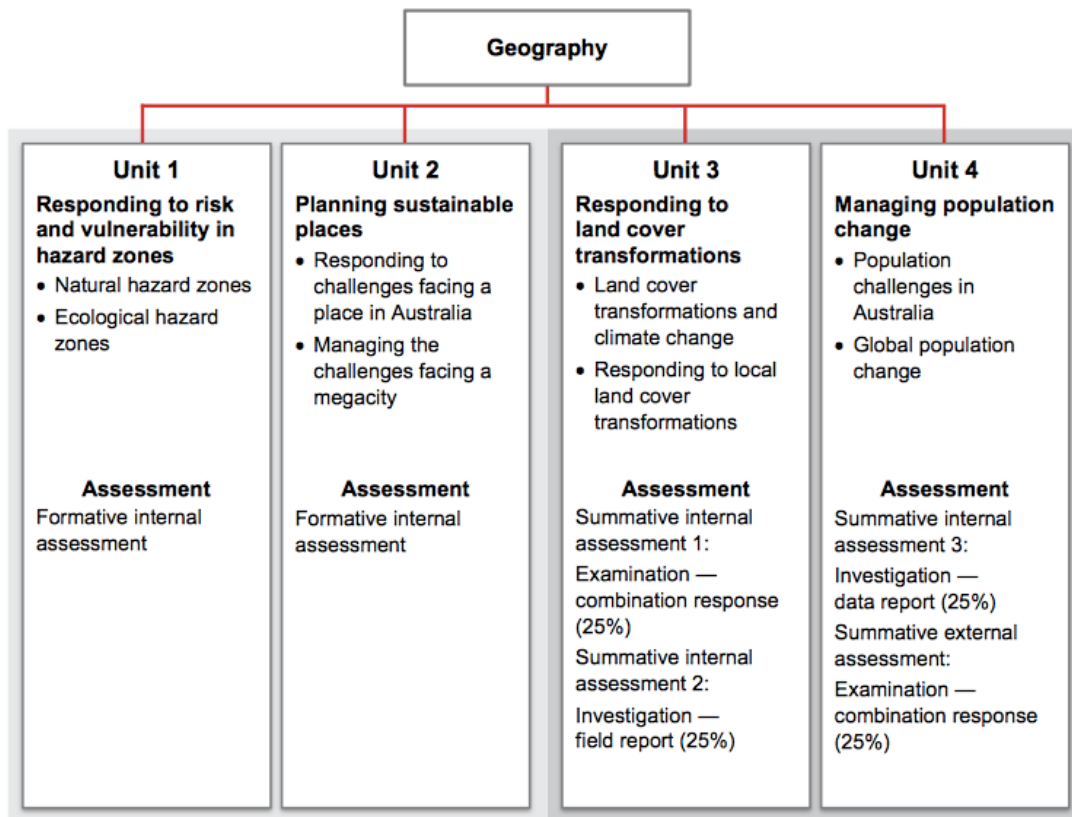 Geography
Unit 1
Responding to risk
and vulnerability in
hazard zones
• Natural hazard zones
• Ecological hazard
zones
Assessment
Formative internal
assessment
Unit 2
Planning sustainable
places
• Responding to
challenges facing a
place in Australia
• Managing the
challenges facing a
megacity
Assessment
Formative internal
assessment
Unit 3
Responding to
land cover
transformations
• Land cover
transformations and
climate change
• Responding to local
land cover
transformations
Assessment
Summative internal
assessment 1:
Examination —
combination response
(25%)
Summative internal
assessment 2:
Investigation —
field report (25%)
Unit 4
Managing population
change
• Population
challenges in
Australia
• Global population
change
Assessment
Summative internal
assessment 3:
Investigation —
data report (25%)
Summative external
assessment:
Examination —
combination response
(25%)